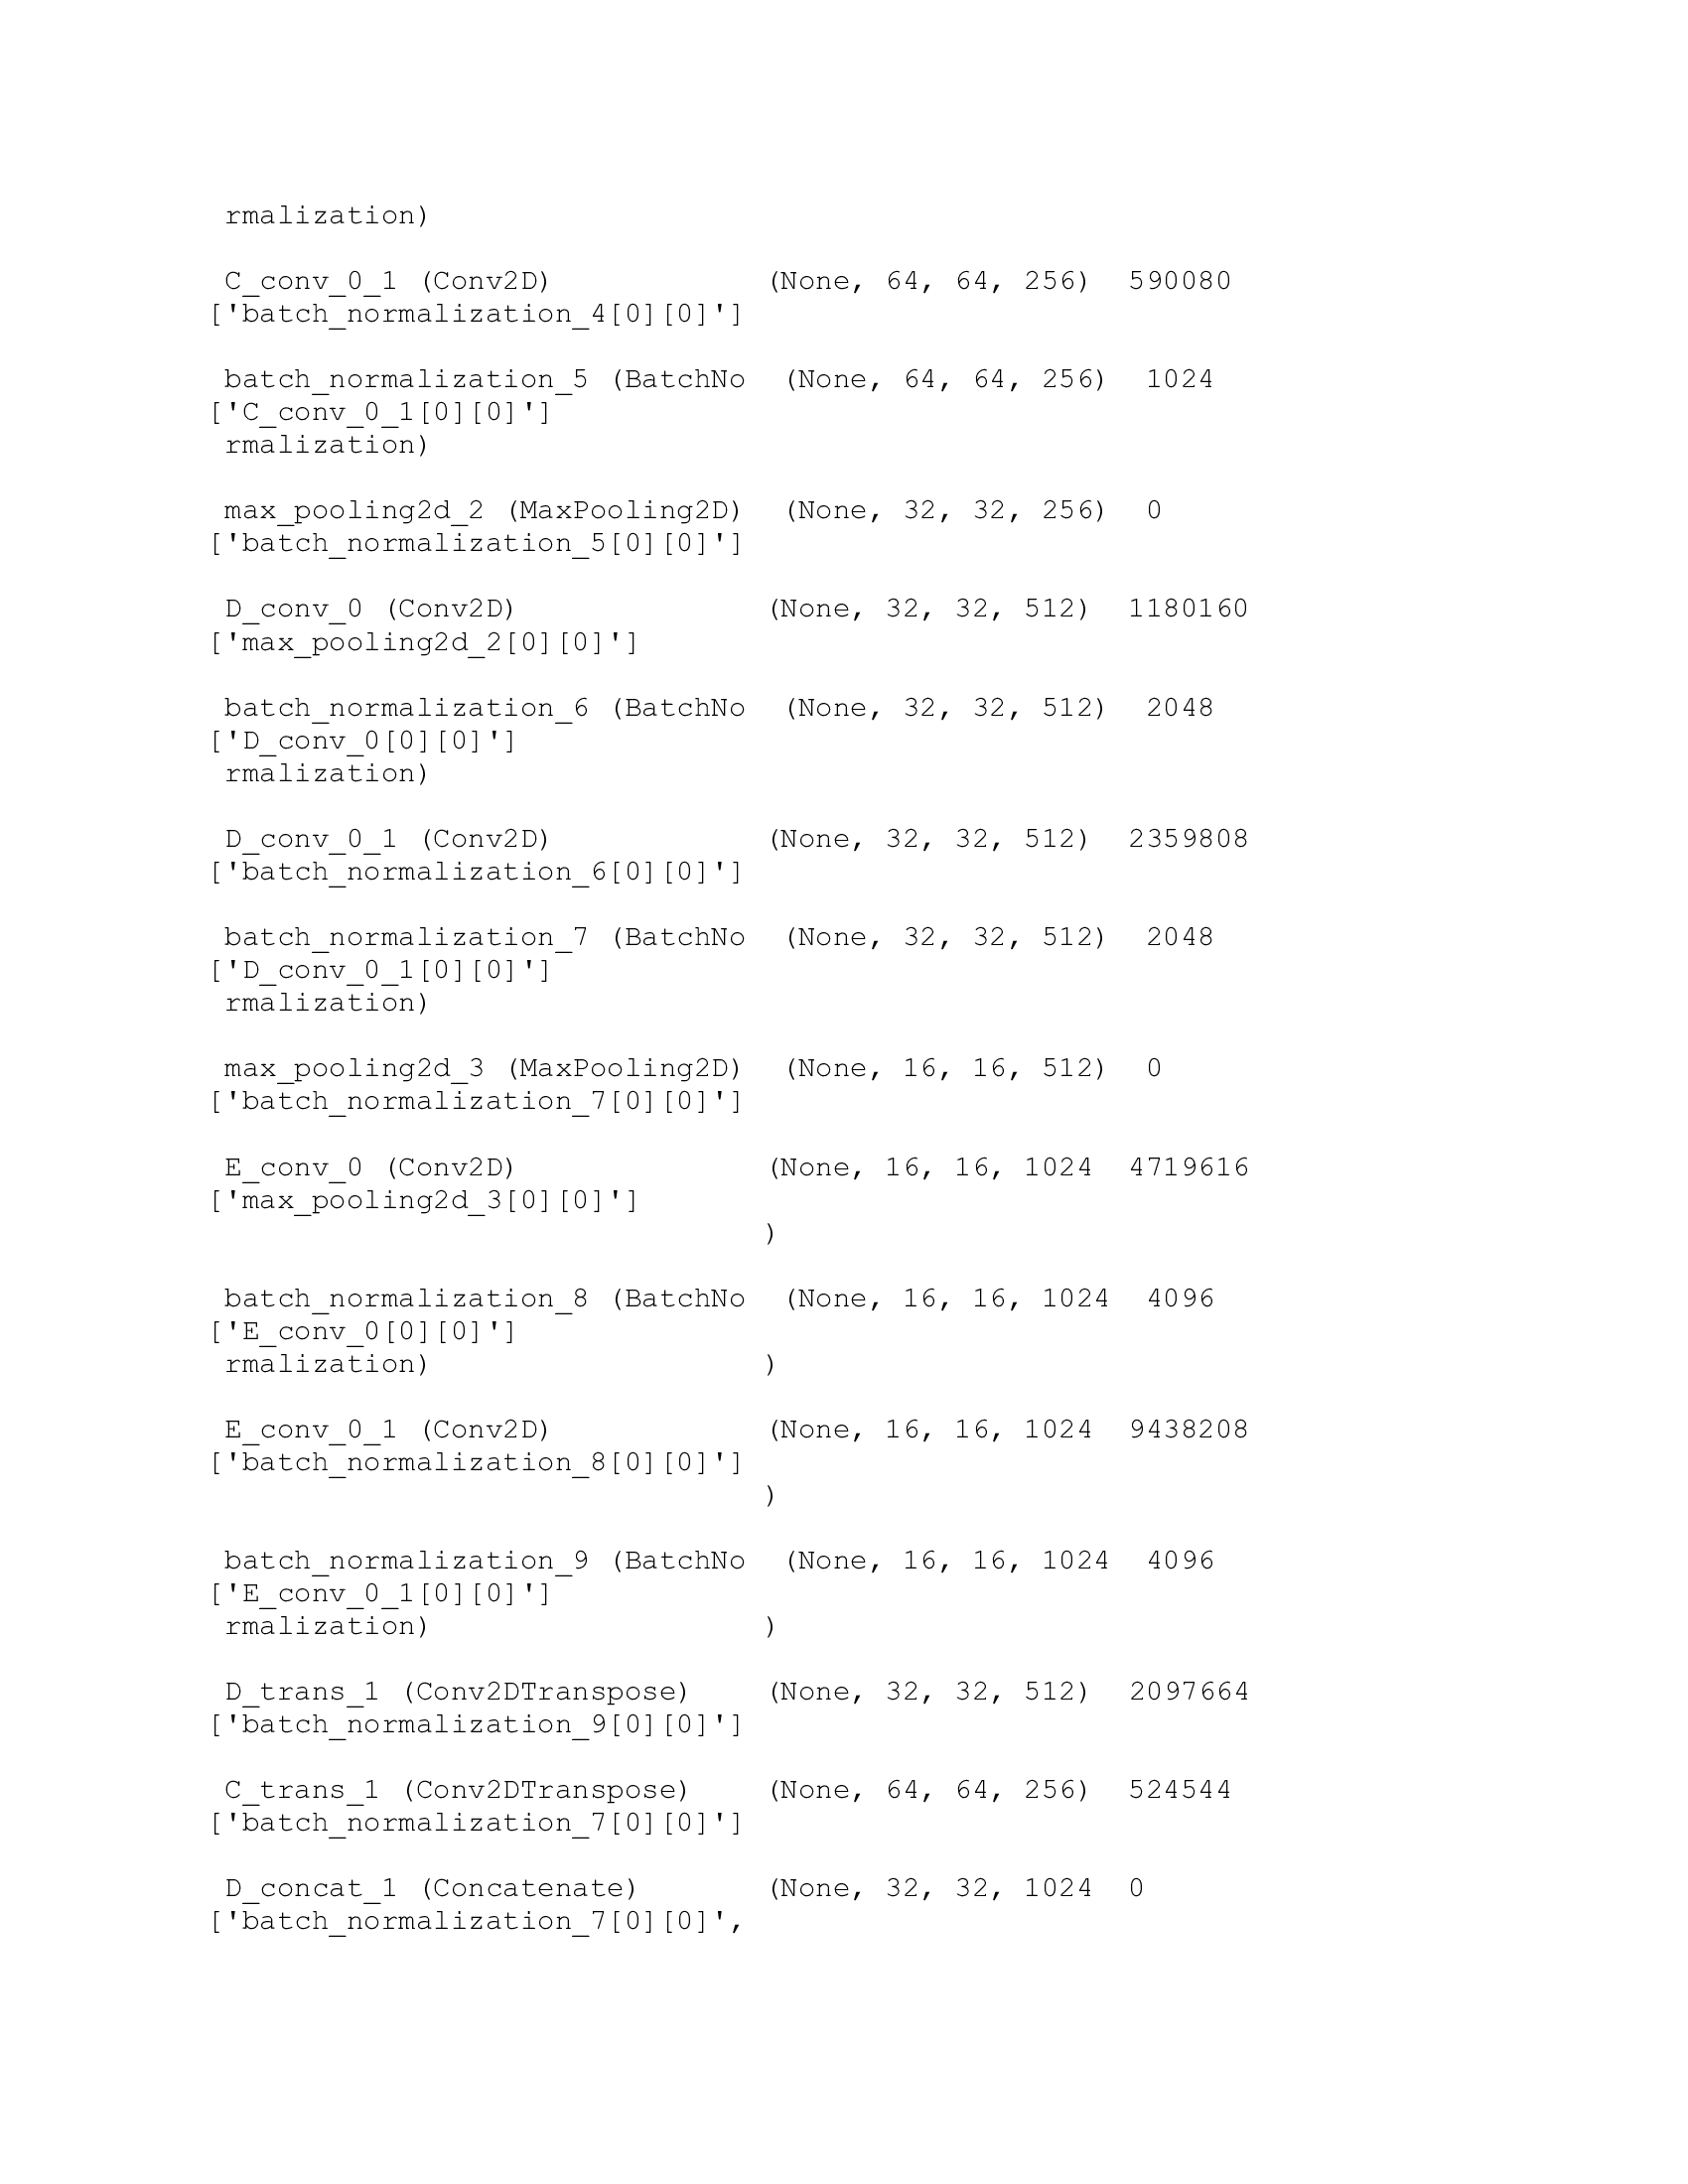 rmalization)
C_conv_0_1 (Conv2D) (None, 64, 64, 256) 590080
['batch_normalization_4[0][0]']
batch_normalization_5 (BatchNo (None, 64, 64, 256) 1024
['C_conv_0_1[0][0]']
rmalization)
max_pooling2d_2 (MaxPooling2D) (None, 32, 32, 256) 0
['batch_normalization_5[0][0]']
D_conv_0 (Conv2D) (None, 32, 32, 512) 1180160
['max_pooling2d_2[0][0]']
batch_normalization_6 (BatchNo (None, 32, 32, 512) 2048
['D_conv_0[0][0]']
rmalization)
D_conv_0_1 (Conv2D) (None, 32, 32, 512) 2359808
['batch_normalization_6[0][0]']
batch_normalization_7 (BatchNo (None, 32, 32, 512) 2048
['D_conv_0_1[0][0]']
rmalization)
max_pooling2d_3 (MaxPooling2D) (None, 16, 16, 512) 0
['batch_normalization_7[0][0]']
E_conv_0 (Conv2D) (None, 16, 16, 1024 4719616
['max_pooling2d_3[0][0]']
)
batch_normalization_8 (BatchNo (None, 16, 16, 1024 4096
['E_conv_0[0][0]']
rmalization) )
E_conv_0_1 (Conv2D) (None, 16, 16, 1024 9438208
['batch_normalization_8[0][0]']
)
batch_normalization_9 (BatchNo (None, 16, 16, 1024 4096
['E_conv_0_1[0][0]']
rmalization) )
D_trans_1 (Conv2DTranspose) (None, 32, 32, 512) 2097664
['batch_normalization_9[0][0]']
C_trans_1 (Conv2DTranspose) (None, 64, 64, 256) 524544
['batch_normalization_7[0][0]']
D_concat_1 (Concatenate) (None, 32, 32, 1024 0
['batch_normalization_7[0][0]',